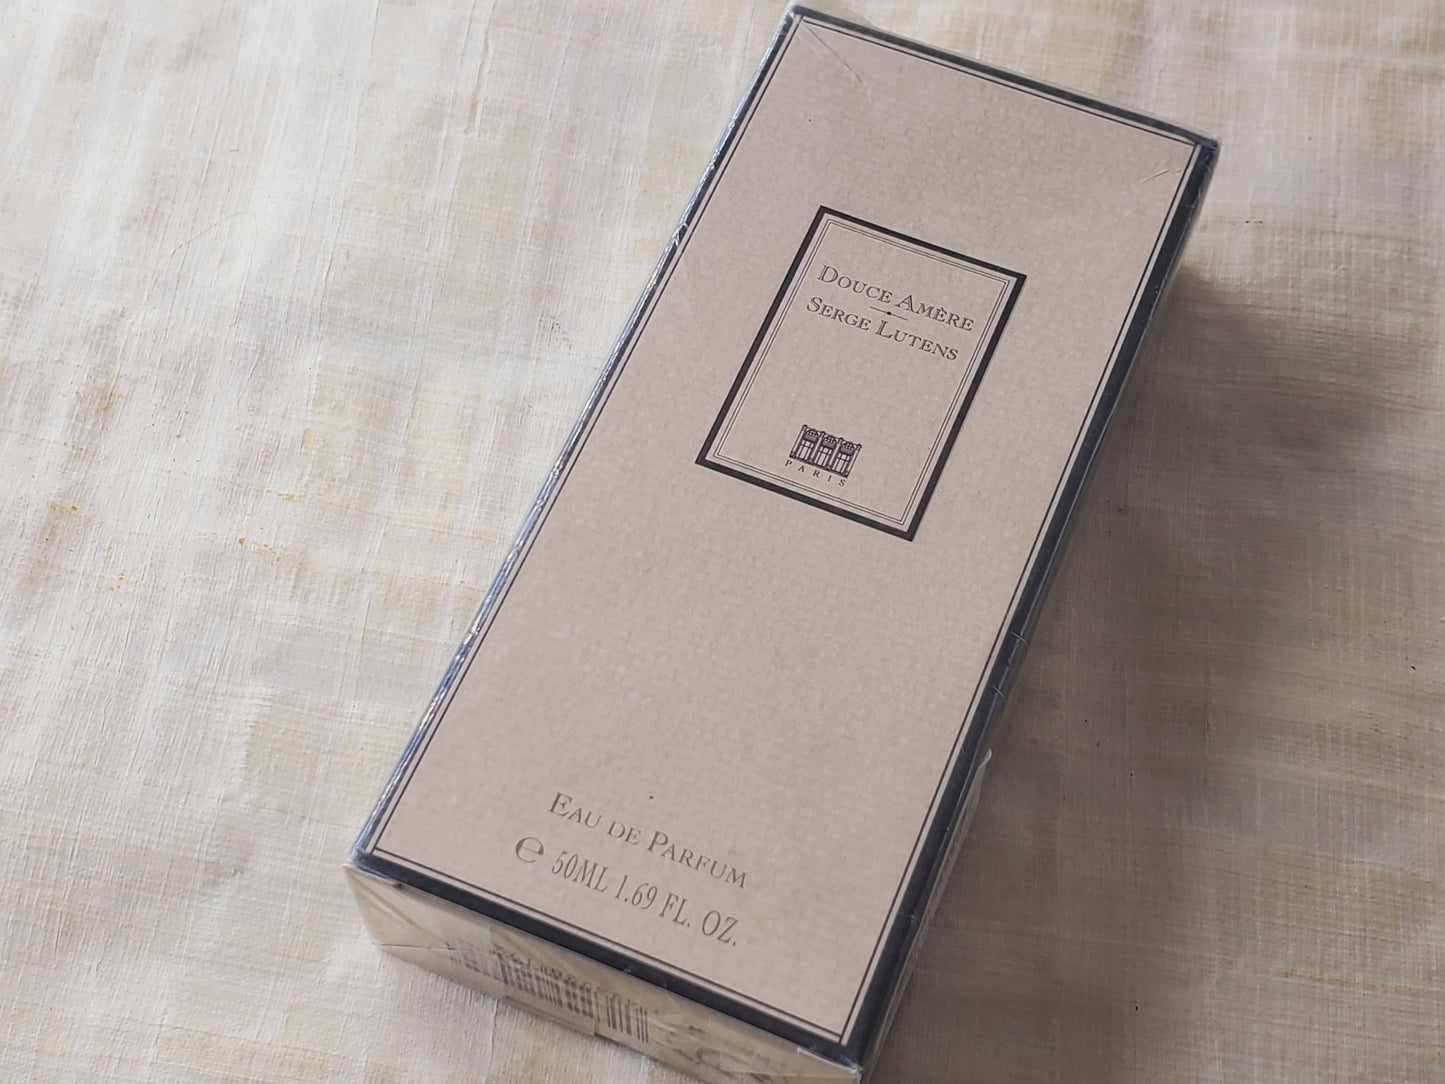 DOUCE AMÈRE
SERGE LUTENS
PARIS
EAU DE PARFUM
℮ 50ML 1.69 FL. OZ.